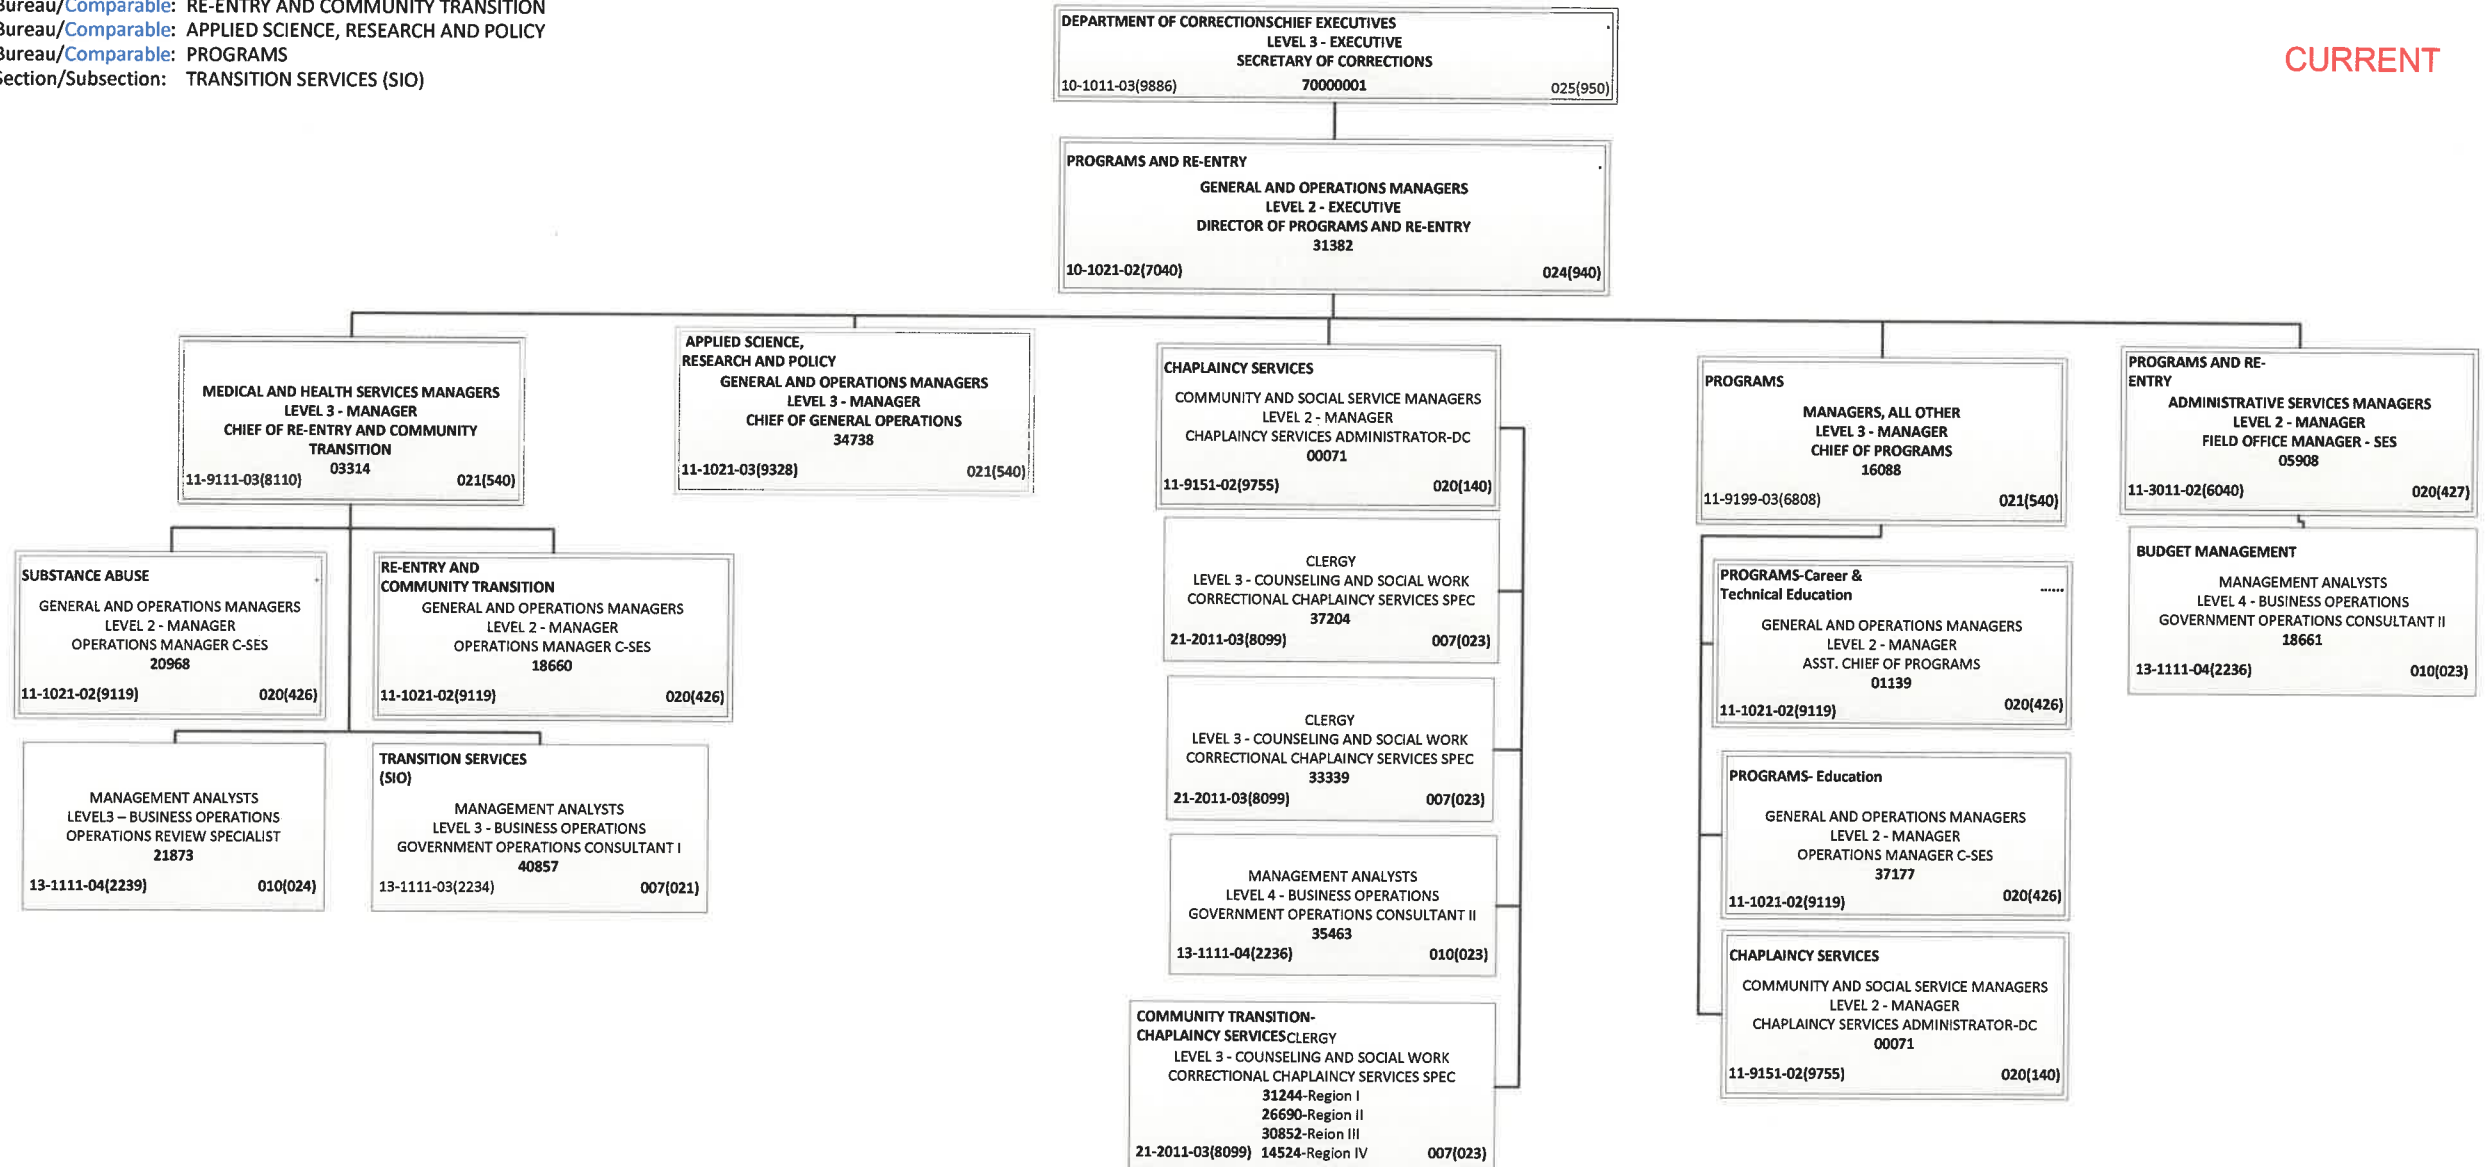 Bureau/Comparable: RE-ENTRY AND COMMUNITY TRANSITION
Bureau/Comparable: APPLIED SCIENCE, RESEARCH AND POLICY
Bureau/Comparable: PROGRAMS
Section/Subsection: TRANSITION SERVICES (SIO)
CURRENT
DEPARTMENT OF CORRECTIONSCHIEF EXECUTIVES
LEVEL 3 - EXECUTIVE
SECRETARY OF CORRECTIONS
10-1011-03(9886) 70000001 025(950)
PROGRAMS AND RE-ENTRY
GENERAL AND OPERATIONS MANAGERS
LEVEL 2 - EXECUTIVE
DIRECTOR OF PROGRAMS AND RE-ENTRY
31382
10-1021-02(7040) 024(940)
MEDICAL AND HEALTH SERVICES MANAGERS
LEVEL 3 - MANAGER
CHIEF OF RE-ENTRY AND COMMUNITY
TRANSITION
03314
11-9111-03(8110) 021(540)
APPLIED SCIENCE,
RESEARCH AND POLICY
GENERAL AND OPERATIONS MANAGERS
LEVEL 3 - MANAGER
CHIEF OF GENERAL OPERATIONS
34738
11-1021-03(9328) 021(540)
CHAPLAINCY SERVICES
COMMUNITY AND SOCIAL SERVICE MANAGERS
LEVEL 2 - MANAGER
CHAPLAINCY SERVICES ADMINISTRATOR-DC
00071
11-9151-02(9755) 020(140)
PROGRAMS
MANAGERS, ALL OTHER
LEVEL 3 - MANAGER
CHIEF OF PROGRAMS
16088
11-9199-03(6808) 021(540)
PROGRAMS AND RE-
ENTRY
ADMINISTRATIVE SERVICES MANAGERS
LEVEL 2 - MANAGER
FIELD OFFICE MANAGER - SES
05908
11-3011-02(6040) 020(427)
SUBSTANCE ABUSE
GENERAL AND OPERATIONS MANAGERS
LEVEL 2 - MANAGER
OPERATIONS MANAGER C-SES
20968
11-1021-02(9119) 020(426)
RE-ENTRY AND
COMMUNITY TRANSITION
GENERAL AND OPERATIONS MANAGERS
LEVEL 2 - MANAGER
OPERATIONS MANAGER C-SES
18660
11-1021-02(9119) 020(426)
MANAGEMENT ANALYSTS
LEVEL3 – BUSINESS OPERATIONS
OPERATIONS REVIEW SPECIALIST
21873
13-1111-04(2239) 010(024)
TRANSITION SERVICES
(SIO)
MANAGEMENT ANALYSTS
LEVEL 3 - BUSINESS OPERATIONS
GOVERNMENT OPERATIONS CONSULTANT I
40857
13-1111-03(2234) 007(021)
CLERGY
LEVEL 3 - COUNSELING AND SOCIAL WORK
CORRECTIONAL CHAPLAINCY SERVICES SPEC
37204
21-2011-03(8099) 007(023)
CLERGY
LEVEL 3 - COUNSELING AND SOCIAL WORK
CORRECTIONAL CHAPLAINCY SERVICES SPEC
33339
21-2011-03(8099) 007(023)
MANAGEMENT ANALYSTS
LEVEL 4 - BUSINESS OPERATIONS
GOVERNMENT OPERATIONS CONSULTANT II
35463
13-1111-04(2236) 010(023)
COMMUNITY TRANSITION-
CHAPLAINCY SERVICESCLERGY
LEVEL 3 - COUNSELING AND SOCIAL WORK
CORRECTIONAL CHAPLAINCY SERVICES SPEC
31244-Region I
26690-Region II
30852-Reion III
21-2011-03(8099) 14524-Region IV 007(023)
PROGRAMS-Career &
Technical Education ......
GENERAL AND OPERATIONS MANAGERS
LEVEL 2 - MANAGER
ASST. CHIEF OF PROGRAMS
01139
11-1021-02(9119) 020(426)
PROGRAMS- Education
GENERAL AND OPERATIONS MANAGERS
LEVEL 2 - MANAGER
OPERATIONS MANAGER C-SES
37177
11-1021-02(9119) 020(426)
CHAPLAINCY SERVICES
COMMUNITY AND SOCIAL SERVICE MANAGERS
LEVEL 2 - MANAGER
CHAPLAINCY SERVICES ADMINISTRATOR-DC
00071
11-9151-02(9755) 020(140)
BUDGET MANAGEMENT
MANAGEMENT ANALYSTS
LEVEL 4 - BUSINESS OPERATIONS
GOVERNMENT OPERATIONS CONSULTANT II
18661
13-1111-04(2236) 010(023)